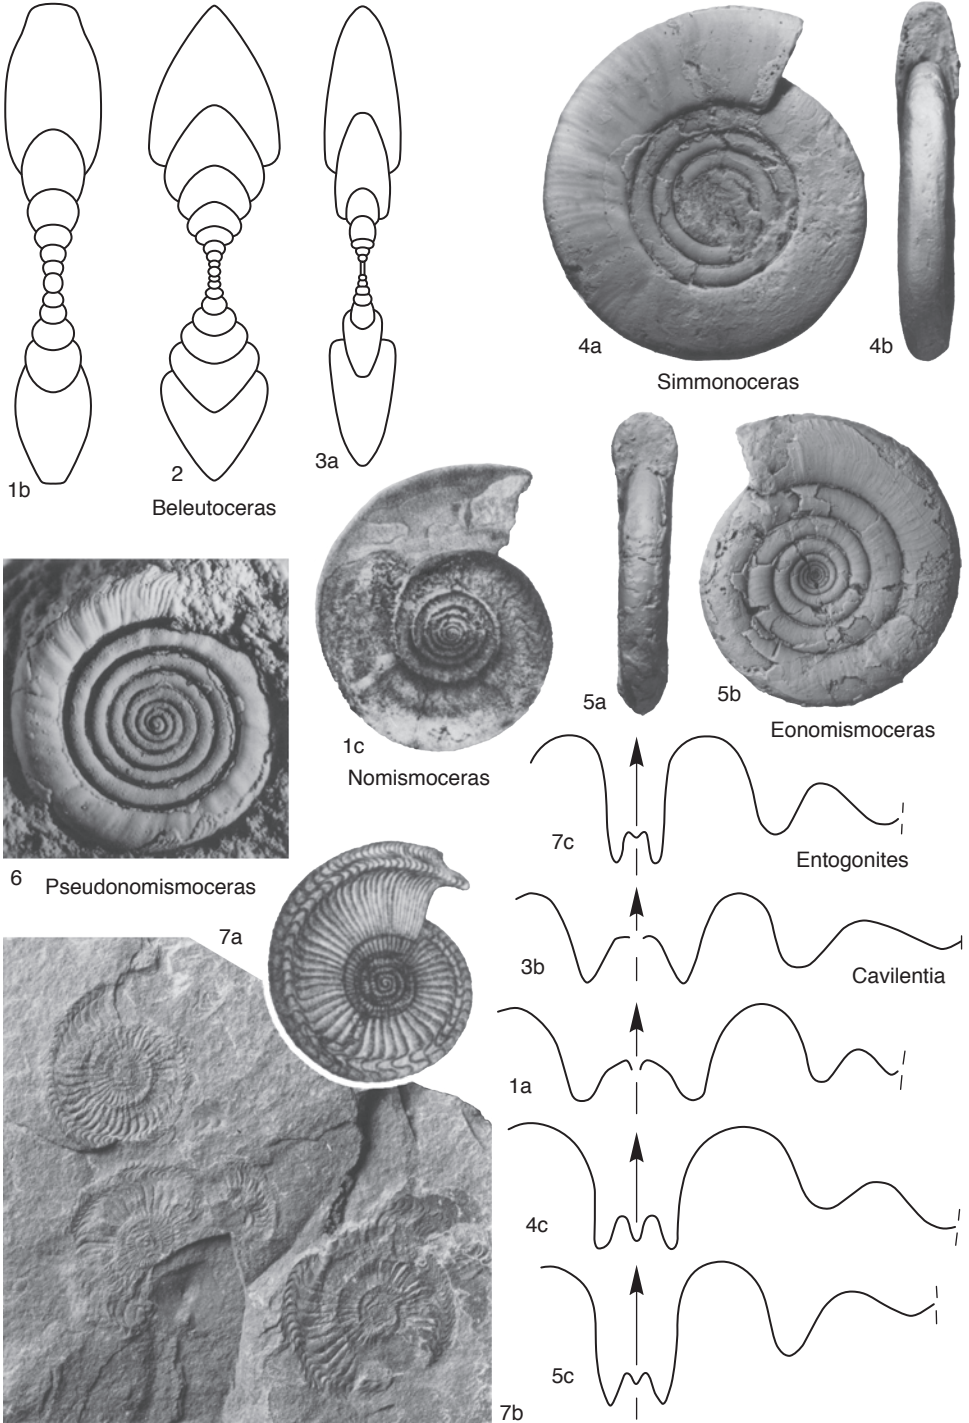 4a
4b
Simmonoceras
1b
2
3a
Beleutoceras
5a
5b
Eonomismoceras
1c
Nomismoceras
6
Pseudonomismoceras
7c
Entogonites
7a
3b
Cavilentia
1a
4c
5c
7b